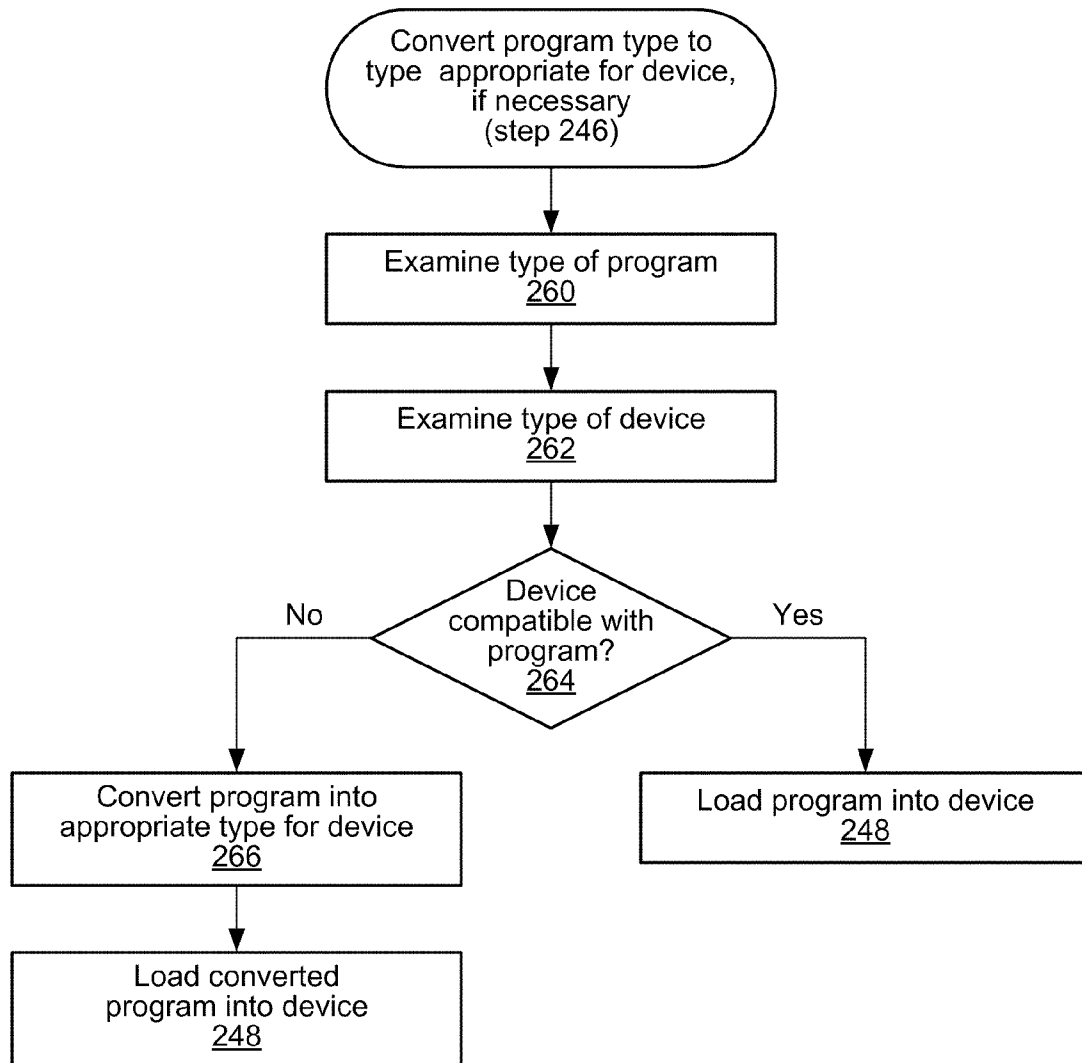 Convert program type to
type appropriate for device,
if necessary
(step 246)
Examine type of program
260
Examine type of device
262
Device
compatible with
program?
264
No
Yes
Convert program into
appropriate type for device
266
Load program into device
248
Load converted
program into device
248